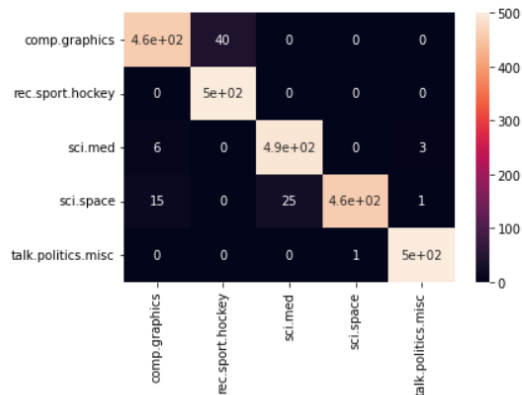 comp.graphics 4.6e+02 40 0 0 0
rec.sport.hockey 0 5e+02 0 0 0
sci.med 6 0 4.9e+02 0 3
sci.space 15 0 25 4.6e+02 1
talk.politics.misc 0 0 0 1 5e+02
comp.graphics
rec.sport.hockey
sci.med
sci.space
talk.politics.misc
500
400
300
200
100
0